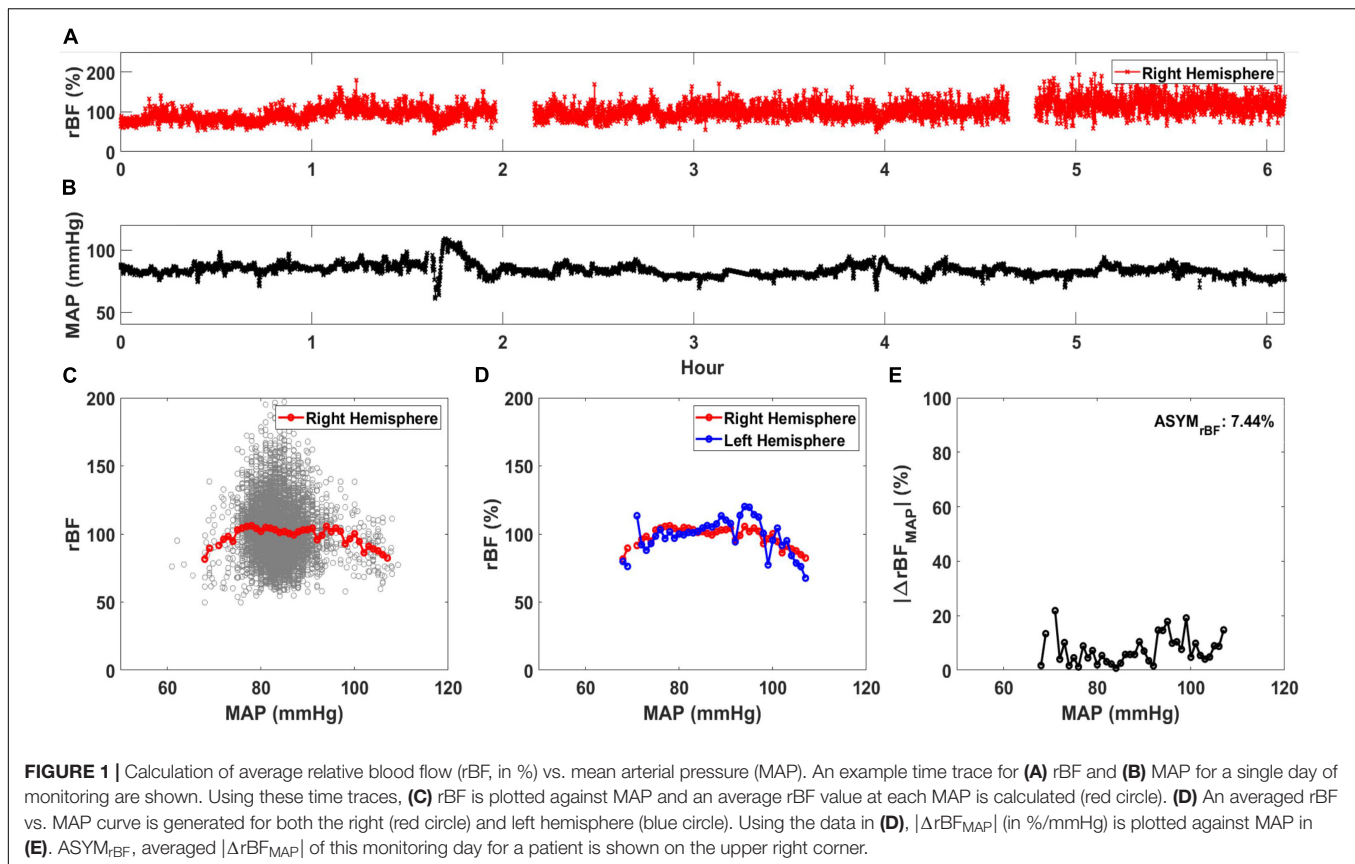 A
200
100
0
rBF (%)
Right Hemisphere
0 1 2 3 4 5 6
B
100
50
MAP (mmHg)
0 1 2 3 4 5 6
Hour
C
200
150
100
50
0
rBF
Right Hemisphere
60 80 100 120
MAP (mmHg)
D
200
150
100
50
0
rBF (%)
Right Hemisphere
Left Hemisphere
60 80 100 120
MAP (mmHg)
E
100
80
60
40
20
0
|ΔrBF_MAP| (%)
ASYM_rBF: 7.44%
60 80 100 120
MAP (mmHg)
FIGURE 1 | Calculation of average relative blood flow (rBF, in %) vs. mean arterial pressure (MAP). An example time trace for (A) rBF and (B) MAP for a single day of
monitoring are shown. Using these time traces, (C) rBF is plotted against MAP and an average rBF value at each MAP is calculated (red circle). (D) An averaged rBF
vs. MAP curve is generated for both the right (red circle) and left hemisphere (blue circle). Using the data in (D), |ΔrBF_MAP| (in %/mmHg) is plotted against MAP in
(E). ASYM_rBF, averaged |ΔrBF_MAP| of this monitoring day for a patient is shown on the upper right corner.